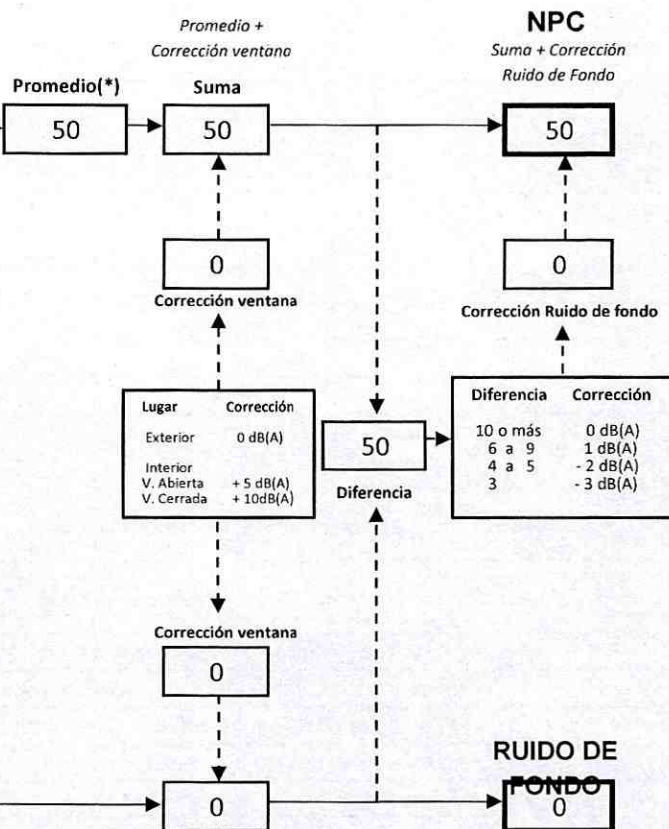 Promedio +
Corrección ventana
NPC
Suma + Corrección
Ruido de Fondo
Promedio(*)
Suma
50
50
50
0
0
Corrección ventana
Corrección Ruido de fondo
Lugar Corrección
Exterior 0 dB(A)
Interior
V. Abierta + 5 dB(A)
V. Cerrada + 10dB(A)
50
Diferencia
Diferencia Corrección
10 o más 0 dB(A)
6 a 9 1 dB(A)
4 a 5 - 2 dB(A)
3 - 3 dB(A)
Corrección ventana
0
RUIDO DE
FONDO
0
0